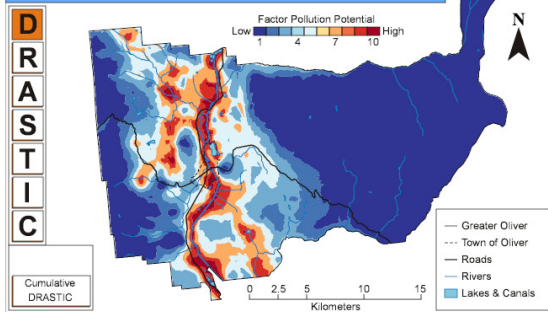 D
R
A
S
T
I
C
Cumulative
DRASTIC
Factor Pollution Potential
Low
High
1 4 7 10
N
Greater Oliver
Town of Oliver
Roads
Rivers
Lakes & Canals
0 2.5 5 10 15
Kilometers